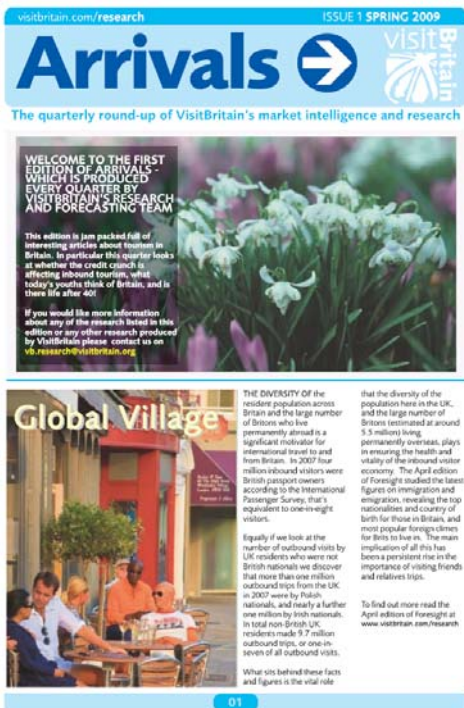 visitbritain.com/research
ISSUE 1 SPRING 2009
Arrivals
visit
Britain
The quarterly round-up of VisitBritain's market intelligence and research
WELCOME TO THE FIRST
EDITION OF ARRIVALS -
WHICH IS PRODUCED
EVERY QUARTER BY
VISITBRITAIN'S RESEARCH
AND FORECASTING TEAM
This edition is jam packed full of
interesting articles about tourism in
Britain. In particular this quarter looks
at whether the credit crunch is
affecting inbound tourism, what
today's youths think of Britain, and is
there life after 40!
If you would like more information
about any of the research listed in this
edition or any other research produced
by VisitBritain please contact us on
vb.research@visitbritain.org
Global Village
THE DIVERSITY OF the
resident population across
Britain and the large number
of Britons who live
permanently abroad is a
significant motivator for
international travel to and
from Britain. In 2007 four
million inbound visitors were
British passport owners
according to the International
Passenger Survey, that's
equivalent to one-in-eight
visitors.
Equally if we look at the
number of outbound visits by
UK residents who were not
British nationals we discover
that more than one million
outbound trips from the UK
in 2007 were by Polish
nationals, and nearly a further
one million by Irish nationals.
In total non-British UK
residents made 9.7 million
outbound trips, or one-in-
seven of all outbound visits.
What sits behind these facts
and figures is the vital role
that the diversity of the
population here in the UK,
and the large number of
Britons (estimated at around
5.5 million) living
permanently overseas, plays
in ensuring the health and
vitality of the inbound visitor
economy. The April edition
of Foresight studied the latest
figures on immigration and
emigration, revealing the top
nationalities and country of
birth for those in Britain, and
most popular foreign climes
for Brits to live in. The main
implication of all this has
been a persistent rise in the
importance of visiting friends
and relatives trips.
To find out more read the
April edition of Foresight at
www.visitbritain.com/research
01